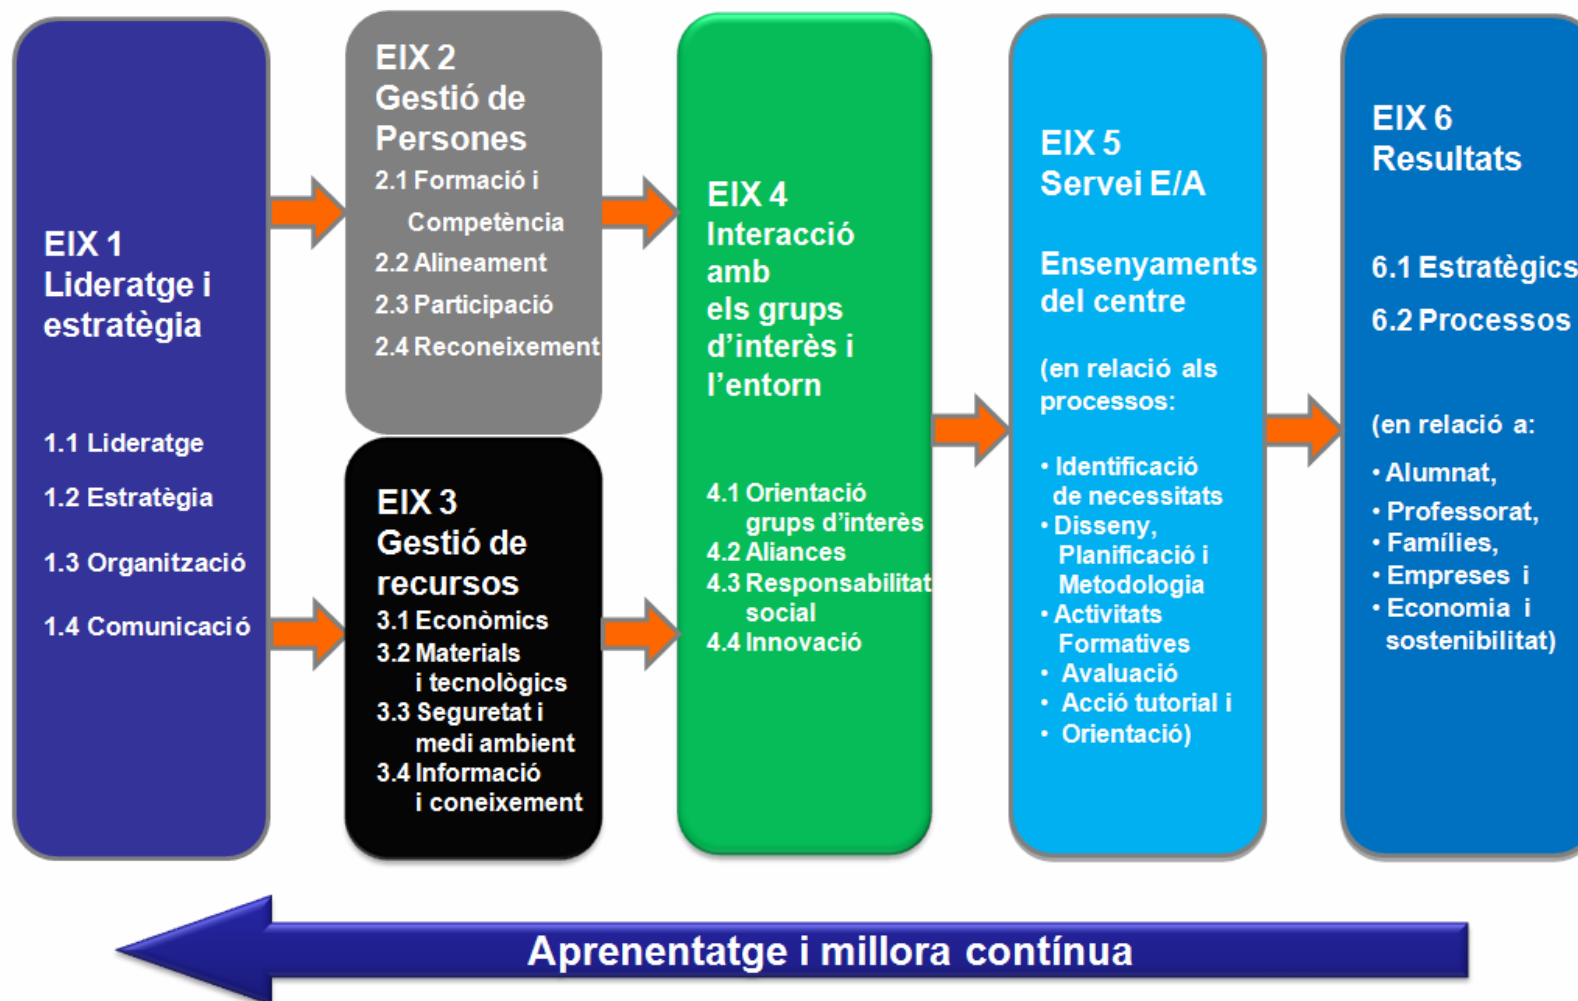 EIX 1
Lideratge i
estratègia
1.1 Lideratge
1.2 Estratègia
1.3 Organització
1.4 Comunicació
EIX 2
Gestió de
Persones
2.1 Formació i
Competència
2.2 Alineament
2.3 Participació
2.4 Reconeixement
EIX 3
Gestió de
recursos
3.1 Econòmics
3.2 Materials
i tecnològics
3.3 Seguretat i
medi ambient
3.4 Informació
i coneixement
EIX 4
Interacció
amb
els grups
d’interès i
l’entorn
4.1 Orientació
grups d’interès
4.2 Aliances
4.3 Responsabilitat
social
4.4 Innovació
EIX 5
Servei E/A
Ensenyaments
del centre
(en relació als
processos:
• Identificació
de necessitats
• Disseny,
Planificació i
Metodologia
• Activitats
Formatives
• Avaluació
• Acció tutorial i
• Orientació)
EIX 6
Resultats
6.1 Estratègics
6.2 Processos
(en relació a:
• Alumnat,
• Professorat,
• Famílies,
• Empreses i
• Economia i
sostenibilitat)
Aprenentatge i millora contínua